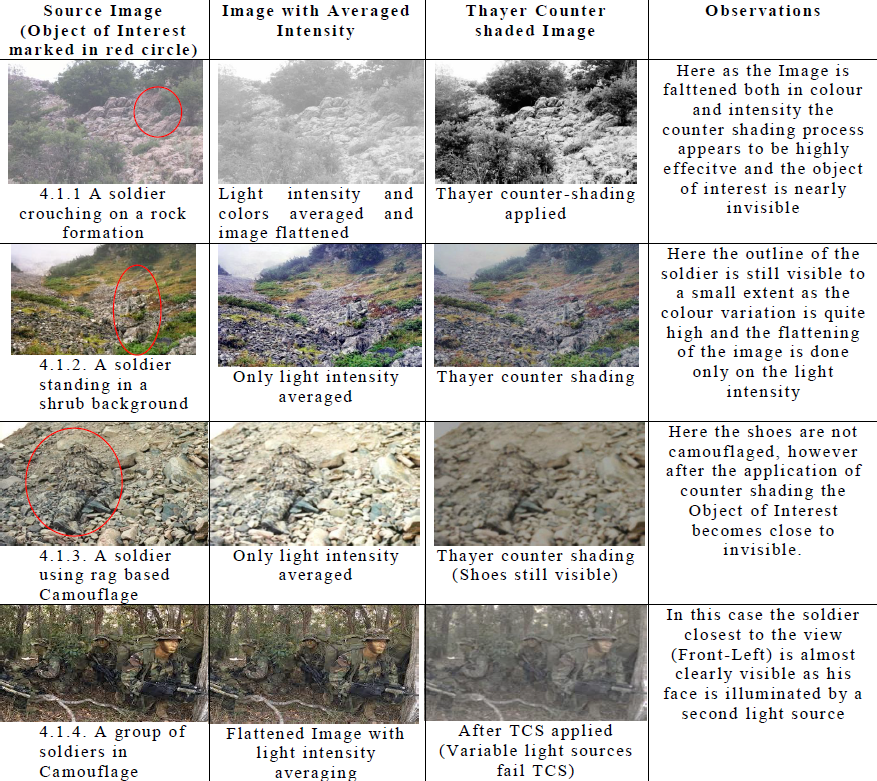 Source Image
(Object of Interest
marked in red circle)
Image with Averaged
Intensity
Thayer Counter
shaded Image
Observations
4.1.1 A soldier
crouching on a rock
formation
Light intensity and
colors averaged and
image flattened
Thayer counter-shading
applied
Here as the Image is
falttened both in colour
and intensity the
counter shading process
appears to be highly
effecitve and the object
of interest is nearly
invisible
4.1.2. A soldier
standing in a
shrub background
Only light intensity
averaged
Thayer counter shading
Here the outline of the
soldier is still visible to
a small extent as the
colour variation is quite
high and the flattening
of the image is done
only on the light
intensity
4.1.3. A soldier
using rag based
Camouflage
Only light intensity
averaged
Thayer counter shading
(Shoes still visible)
Here the shoes are not
camouflaged, however
after the application of
counter shading the
Object of Interest
becomes close to
invisible.
4.1.4. A group of
soldiers in
Camouflage
Flattened Image with
light intensity
averaging
After TCS applied
(Variable light sources
fail TCS)
In this case the soldier
closest to the view
(Front-Left) is almost
clearly visible as his
face is illuminated by a
second light source